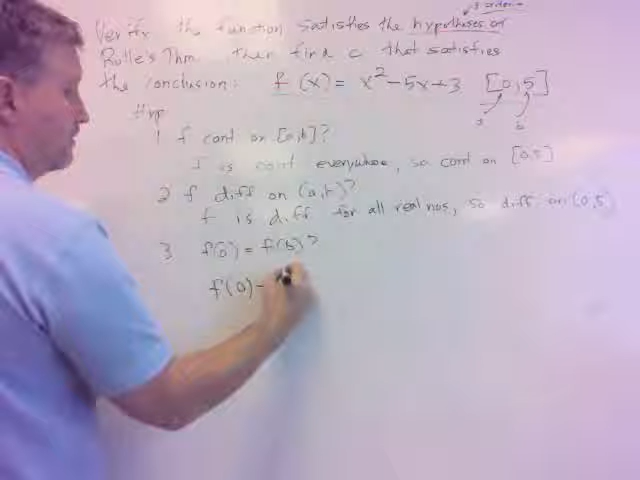 3 criteria
Verify the function satisfies the hypotheses of
Rolle's Thm, then find c that satisfies
the conclusion: f(x) = x²-5x+3 [0,5]
a b
Hyp
1 f cont on [a,b]?
f is cont everywhere, so cont on [0,5]
2 f diff on (a,b)?
f is diff for all real nos, so diff on (0,5)
3 f(a) = f(b)?
f(0) =